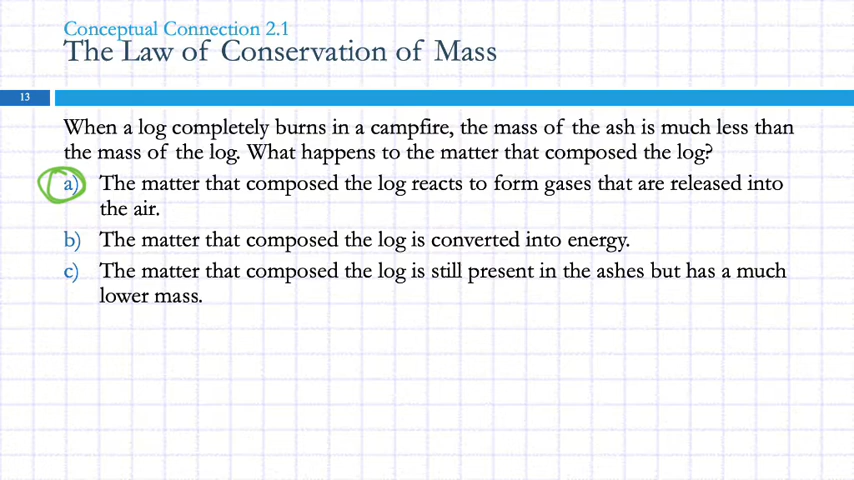 Conceptual Connection 2.1
The Law of Conservation of Mass
13
When a log completely burns in a campfire, the mass of the ash is much less than
the mass of the log. What happens to the matter that composed the log?
a) The matter that composed the log reacts to form gases that are released into
the air.
b) The matter that composed the log is converted into energy.
c) The matter that composed the log is still present in the ashes but has a much
lower mass.